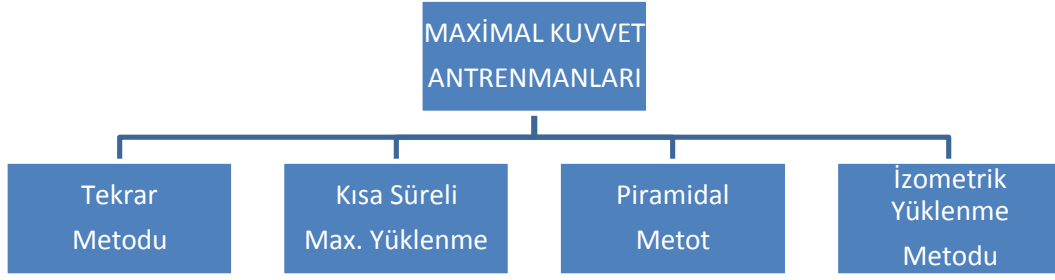 MAXİMAL KUVVET
ANTRENMANLARI
Tekrar
Metodu
Kısa Süreli
Max. Yüklenme
Piramidal
Metot
İzometrik
Yüklenme
Metodu